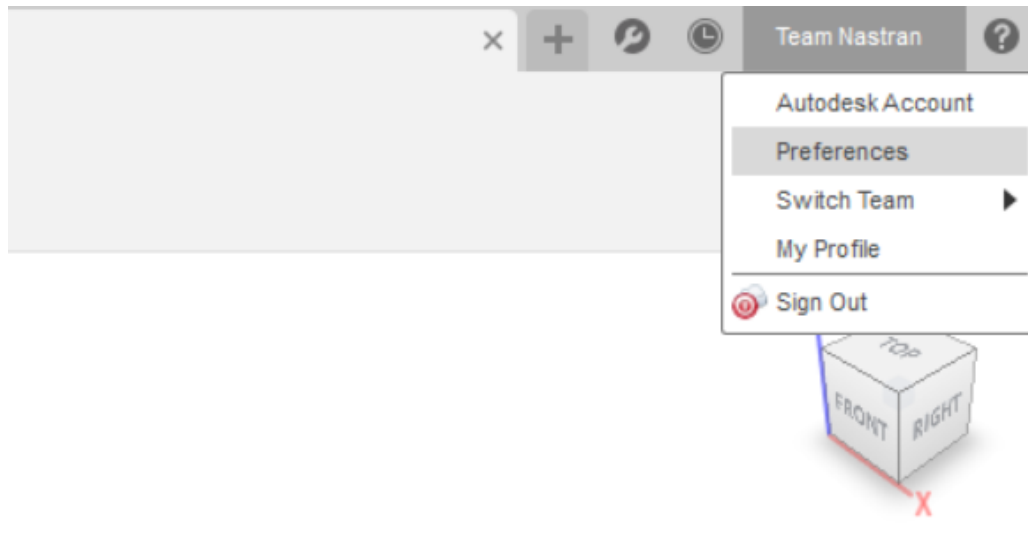 Team Nastran
Autodesk Account
Preferences
Switch Team
My Profile
Sign Out
TOP
FRONT
RIGHT
X